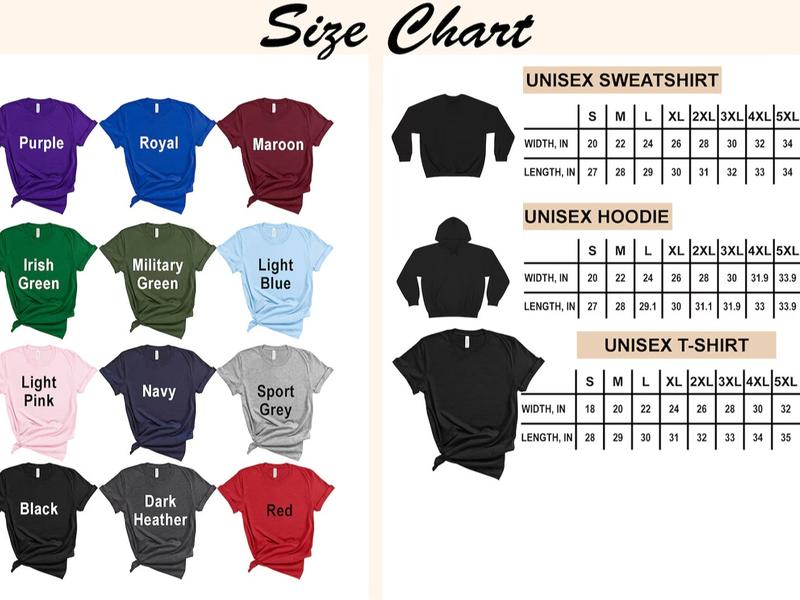 Size Chart
Purple
Royal
Maroon
Irish
Green
Military
Green
Light
Blue
Light
Pink
Navy
Sport
Grey
Black
Dark
Heather
Red
UNISEX SWEATSHIRT
S M L XL 2XL 3XL 4XL 5XL
WIDTH, IN 20 22 24 26 28 30 32 34
LENGTH, IN 27 28 29 30 31 32 33 34
UNISEX HOODIE
S M L XL 2XL 3XL 4XL 5XL
WIDTH, IN 20 22 24 26 28 30 31.9 33.9
LENGTH, IN 27 28 29.1 30 31.1 31.9 33 33.9
UNISEX T-SHIRT
S M L XL 2XL 3XL 4XL 5XL
WIDTH, IN 18 20 22 24 26 28 30 32
LENGTH, IN 28 29 30 31 32 33 34 35